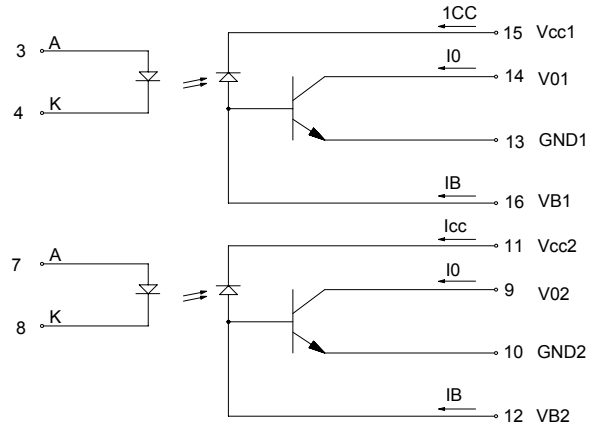 1CC
15 Vcc1
3 A
I0
14 V01
4 K
13 GND1
IB
16 VB1
Icc
11 Vcc2
7 A
I0
9 V02
8 K
10 GND2
IB
12 VB2